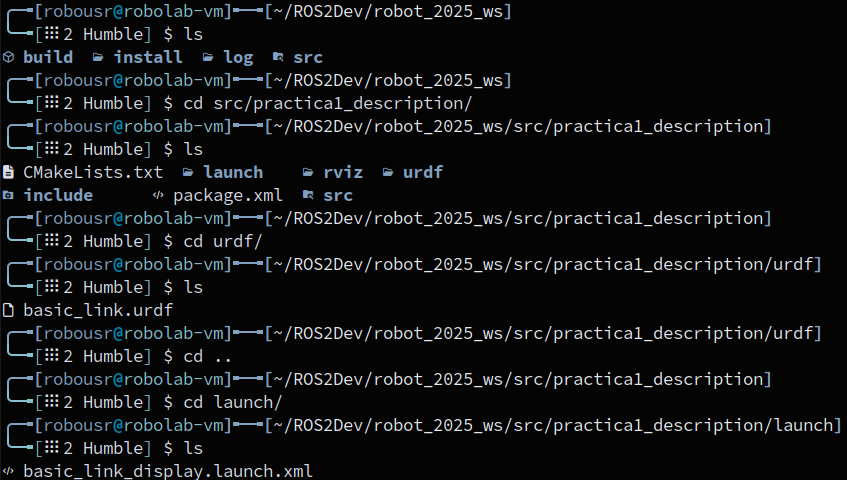 [robousr@robolab-vm]──[~/ROS2Dev/robot_2025_ws]
[⠿2 Humble] $ ls
build install log src
[robousr@robolab-vm]──[~/ROS2Dev/robot_2025_ws]
[⠿2 Humble] $ cd src/practica1_description/
[robousr@robolab-vm]──[~/ROS2Dev/robot_2025_ws/src/practica1_description]
[⠿2 Humble] $ ls
CMakeLists.txt launch rviz urdf
include package.xml src
[robousr@robolab-vm]──[~/ROS2Dev/robot_2025_ws/src/practica1_description]
[⠿2 Humble] $ cd urdf/
[robousr@robolab-vm]──[~/ROS2Dev/robot_2025_ws/src/practica1_description/urdf]
[⠿2 Humble] $ ls
basic_link.urdf
[robousr@robolab-vm]──[~/ROS2Dev/robot_2025_ws/src/practica1_description/urdf]
[⠿2 Humble] $ cd ..
[robousr@robolab-vm]──[~/ROS2Dev/robot_2025_ws/src/practica1_description]
[⠿2 Humble] $ cd launch/
[robousr@robolab-vm]──[~/ROS2Dev/robot_2025_ws/src/practica1_description/launch]
[⠿2 Humble] $ ls
basic_link_display.launch.xml